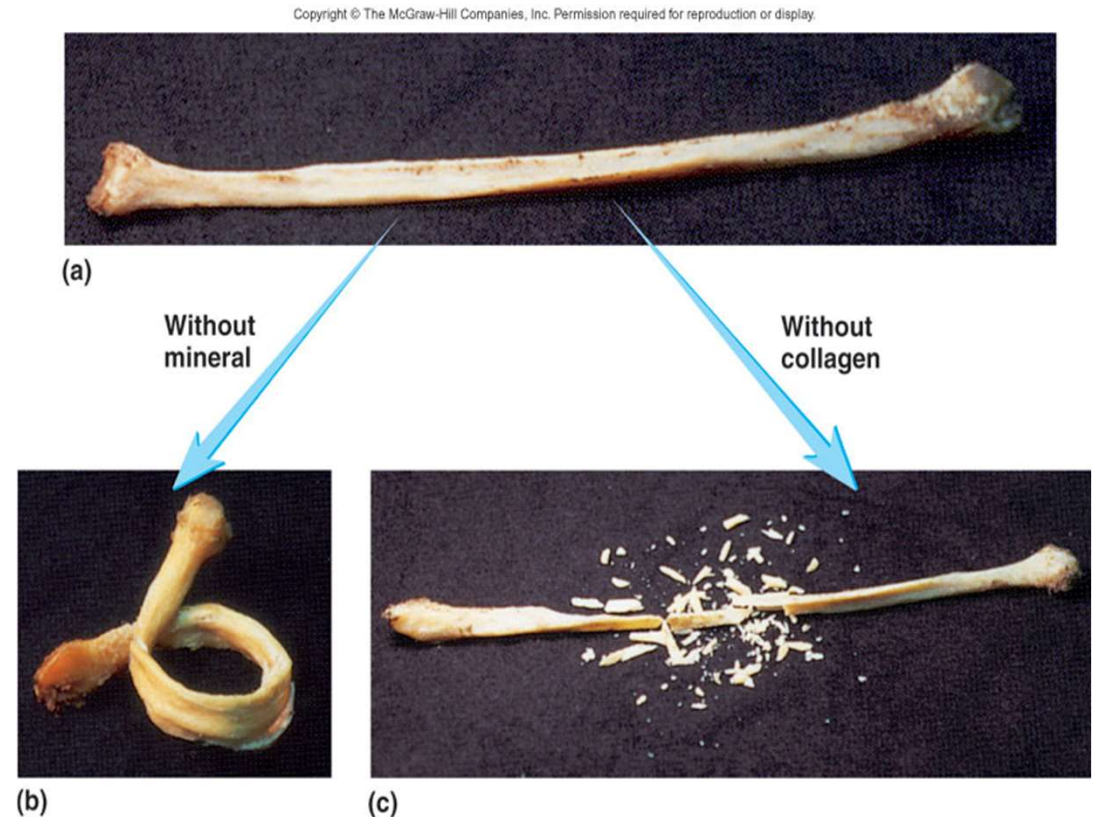 Copyright © The McGraw-Hill Companies, Inc. Permission required for reproduction or display.
(a)
Without
mineral
Without
collagen
(b)
(c)